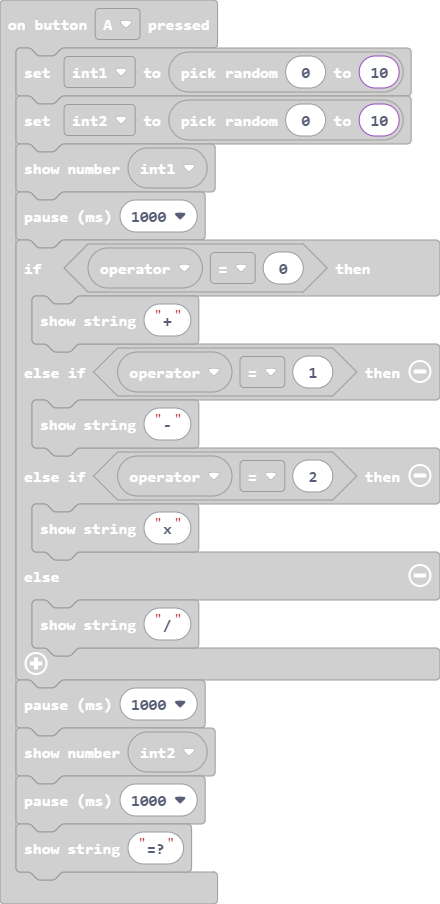 on button A pressed
set int1 to pick random 0 to 10
set int2 to pick random 0 to 10
show number int1
pause (ms) 1000
if operator = 0 then
show string "+"
else if operator = 1 then
show string "-"
else if operator = 2 then
show string "x"
else
show string "/"
pause (ms) 1000
show number int2
pause (ms) 1000
show string "=?"